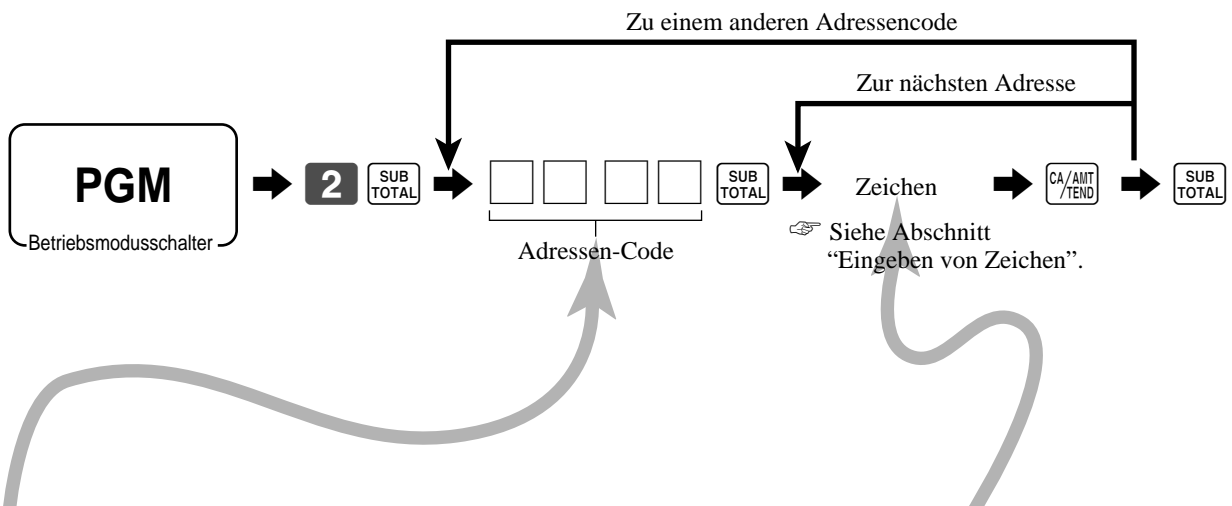 Zu einem anderen Adressencode
Zur nächsten Adresse
PGM
Betriebsmodusschalter
2
SUB
TOTAL
SUB
TOTAL
Zeichen
CA/AMT
/TEND
SUB
TOTAL
Adressen-Code
☞ Siehe Abschnitt
“Eingeben von Zeichen”.